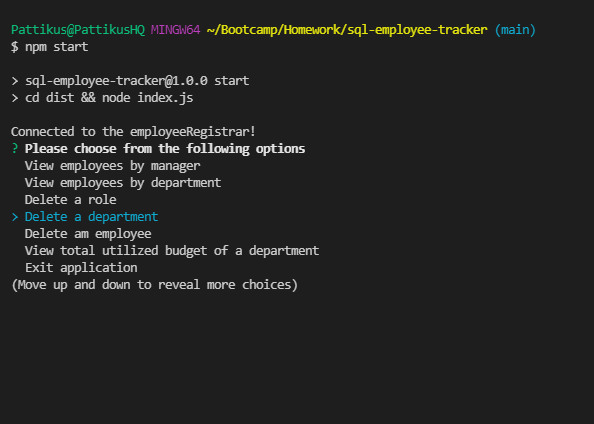 Pattikus@PattikusHQ MINGW64 ~/Bootcamp/Homework/sql-employee-tracker (main)
$ npm start
> sql-employee-tracker@1.0.0 start
> cd dist && node index.js
Connected to the employeeRegistrar!
? Please choose from the following options
View employees by manager
View employees by department
Delete a role
> Delete a department
Delete am employee
View total utilized budget of a department
Exit application
(Move up and down to reveal more choices)